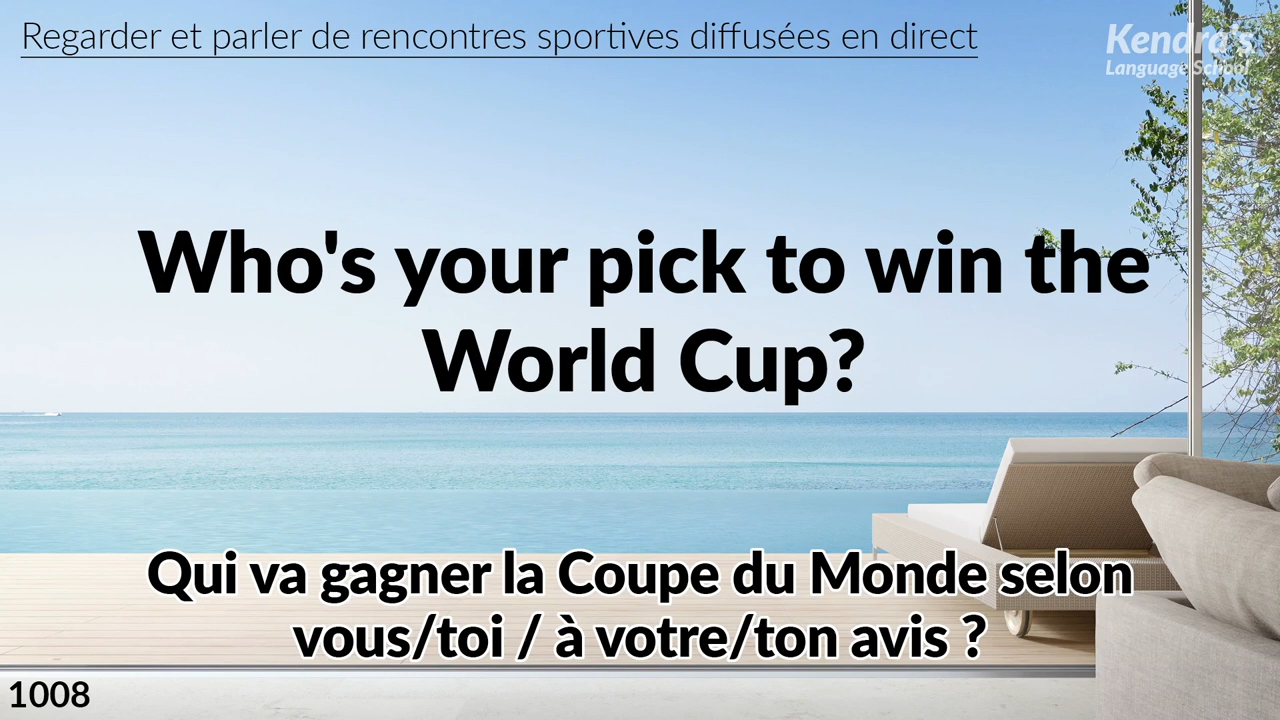 Regarder et parler de rencontres sportives diffusées en direct
Kendra's
Language School
Who's your pick to win the
World Cup?
Qui va gagner la Coupe du Monde selon
vous/toi / à votre/ton avis ?
1008